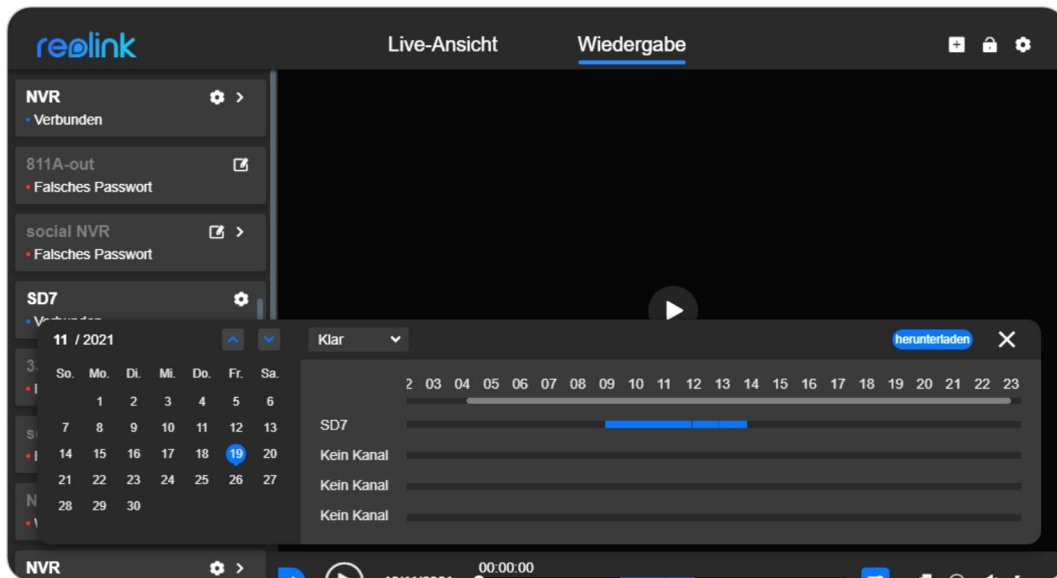 reolink
Live-Ansicht
Wiedergabe
NVR
Verbunden
811A-out
Falsches Passwort
social NVR
Falsches Passwort
SD7
11 / 2021
So. Mo. Di. Mi. Do. Fr. Sa.
1 2 3 4 5 6
7 8 9 10 11 12 13
14 15 16 17 18 19 20
21 22 23 24 25 26 27
28 29 30
Klar
herunterladen
03 04 05 06 07 08 09 10 11 12 13 14 15 16 17 18 19 20 21 22 23
SD7
Kein Kanal
Kein Kanal
Kein Kanal
NVR
00:00:00